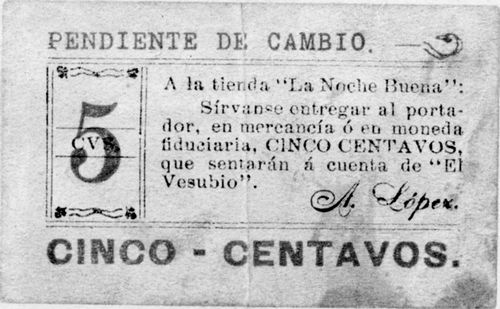 PENDIENTE DE CAMBIO.
5
CVS.
A la tienda "La Noche Buena":
Sírvanse entregar al porta-
dor, en mercancía ó en moneda
fiduciaria, CINCO CENTAVOS,
que sentarán á cuenta de "El
Vesubio".
A. López.
CINCO - CENTAVOS.